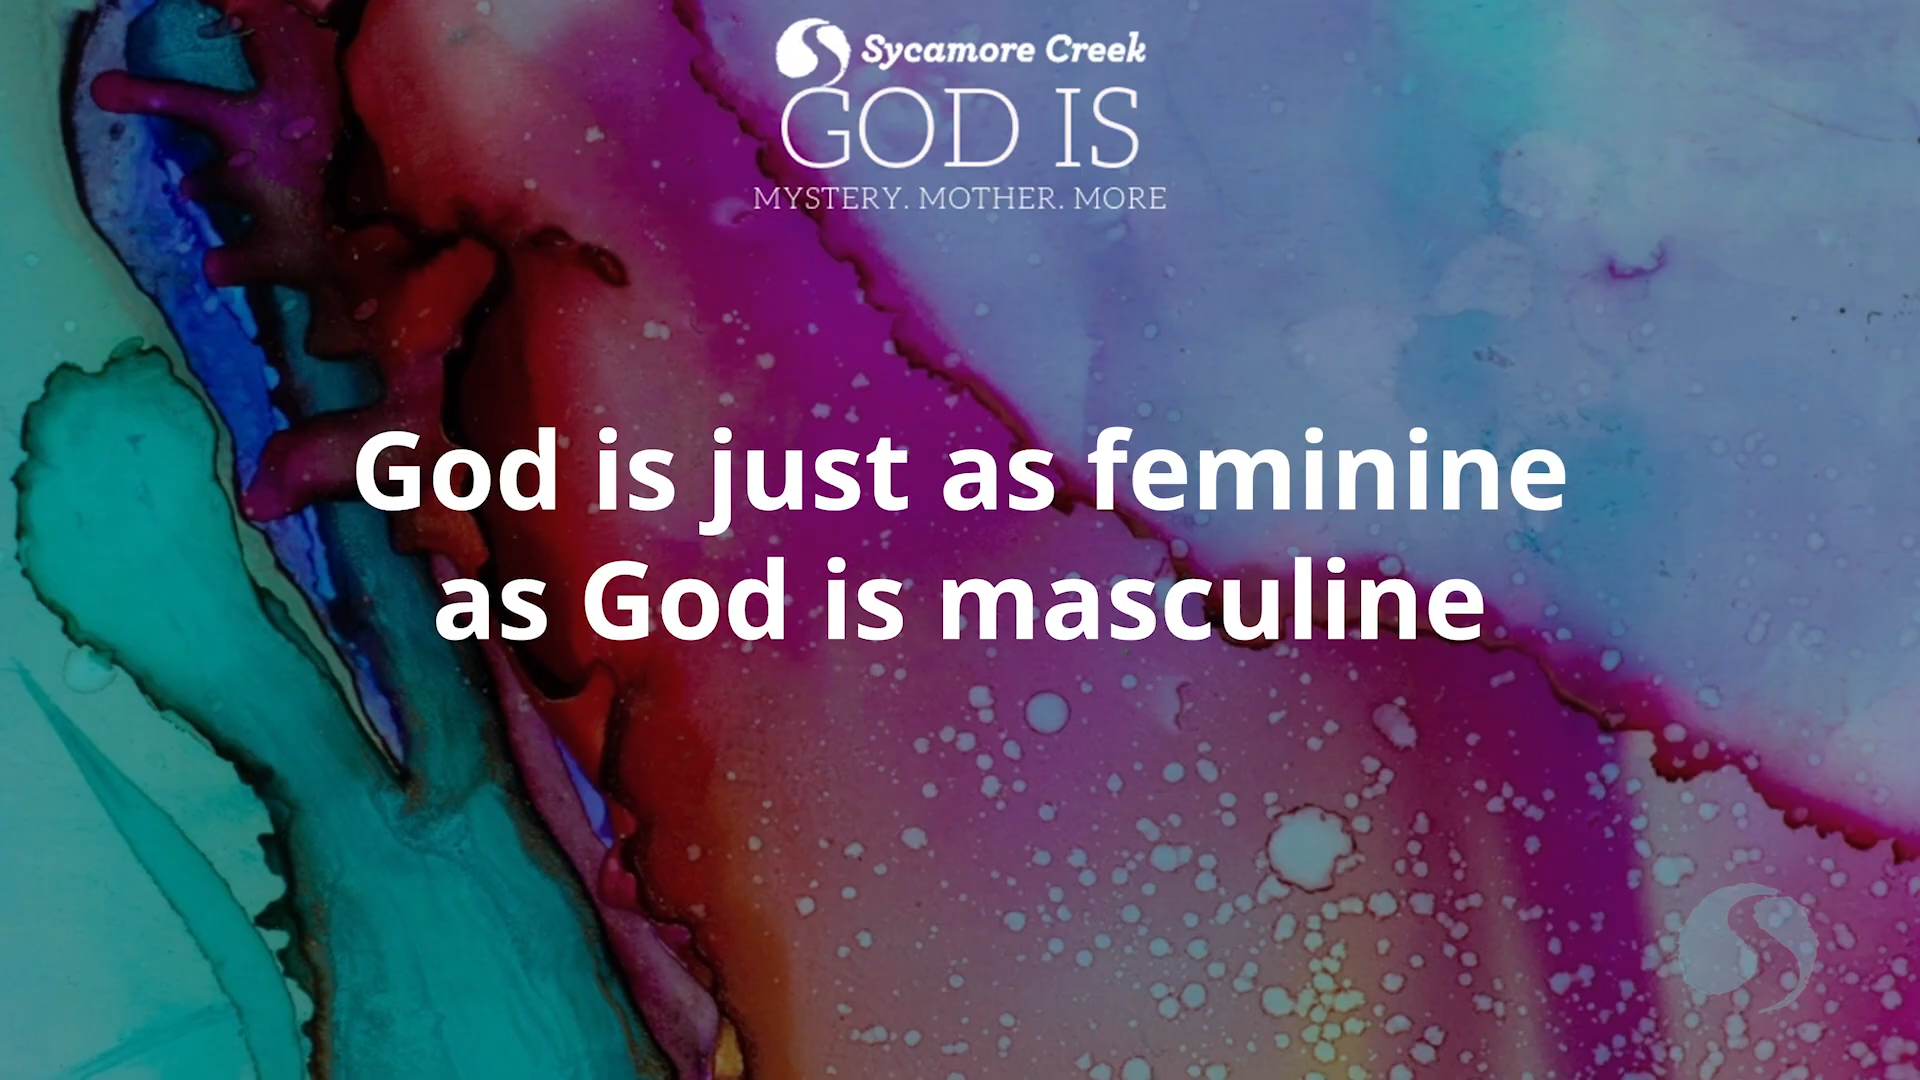 Sycamore Creek
GOD IS
MYSTERY. MOTHER. MORE
God is just as feminine
as God is masculine